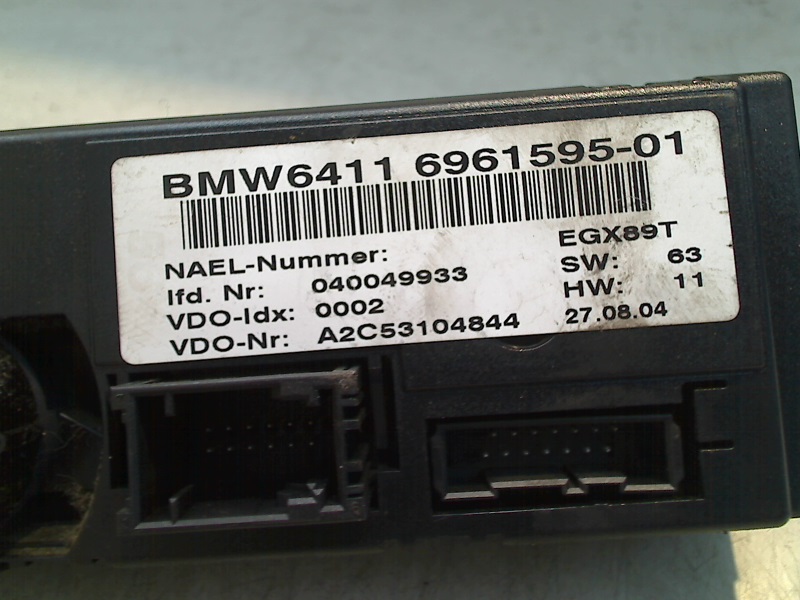 BMW6411 6961595-01
NAEL-Nummer: EGX89T
lfd. Nr: 040049933 SW: 63
VDO-Idx: 0002 HW: 11
VDO-Nr: A2C53104844 27.08.04